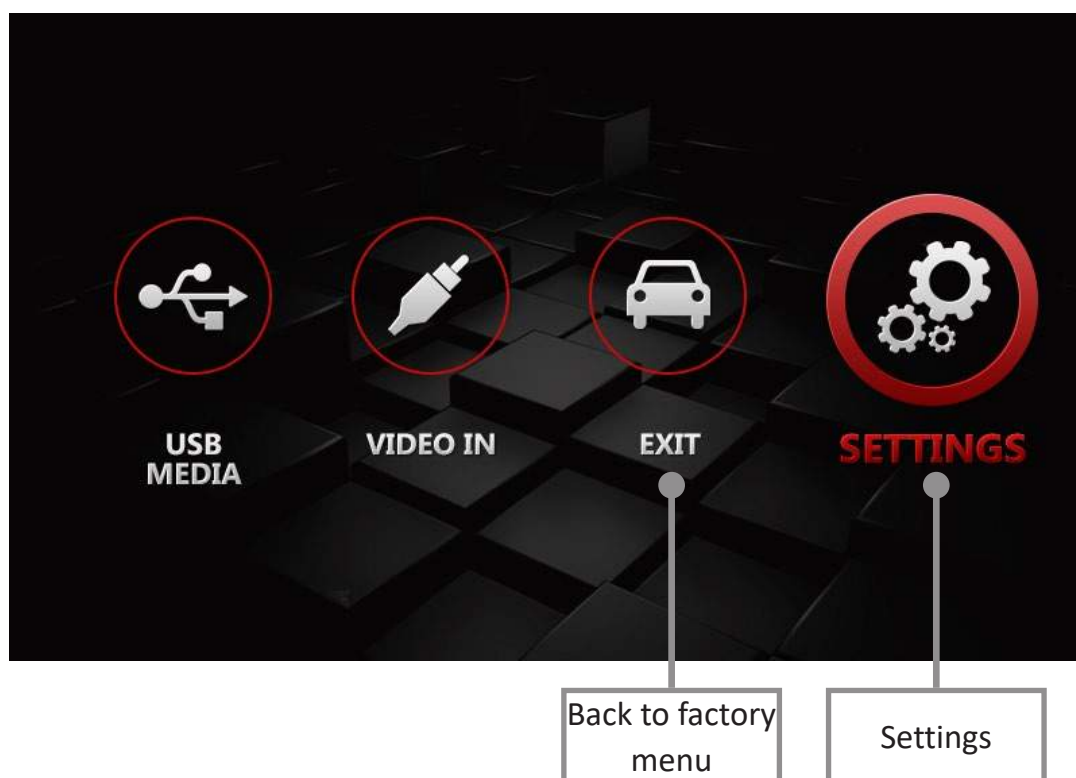 USB
MEDIA
VIDEO IN
EXIT
SETTINGS
Back to factory
menu
Settings